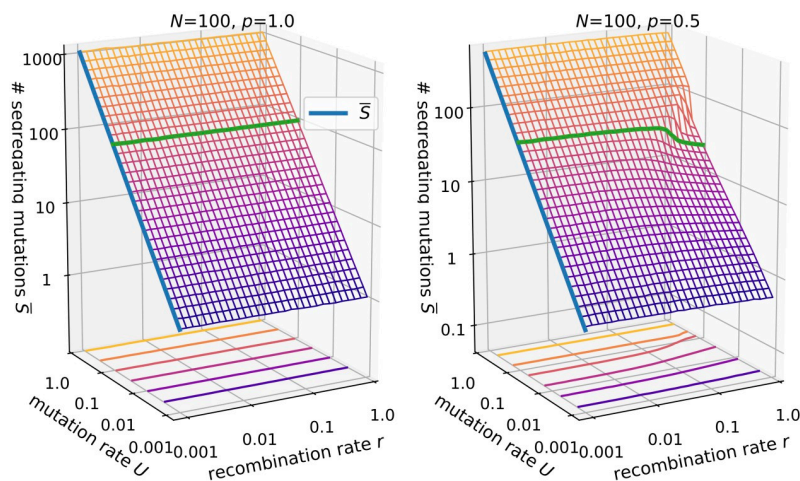 N=100, p=1.0
1000
100
10
1
# segregating mutations S̅
S̅
1.0
0.1
0.01
0.001
mutation rate U
0.001
0.01
0.1
1.0
recombination rate r
N=100, p=0.5
100
10
1
0.1
# segregating mutations S̅
1.0
0.1
0.01
0.001
mutation rate U
0.001
0.01
0.1
1.0
recombination rate r